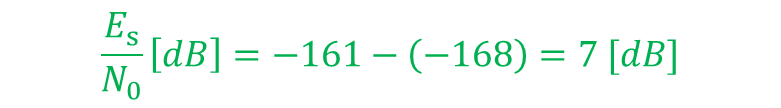 Es/N0 [dB] = −161 − (−168) = 7 [dB]